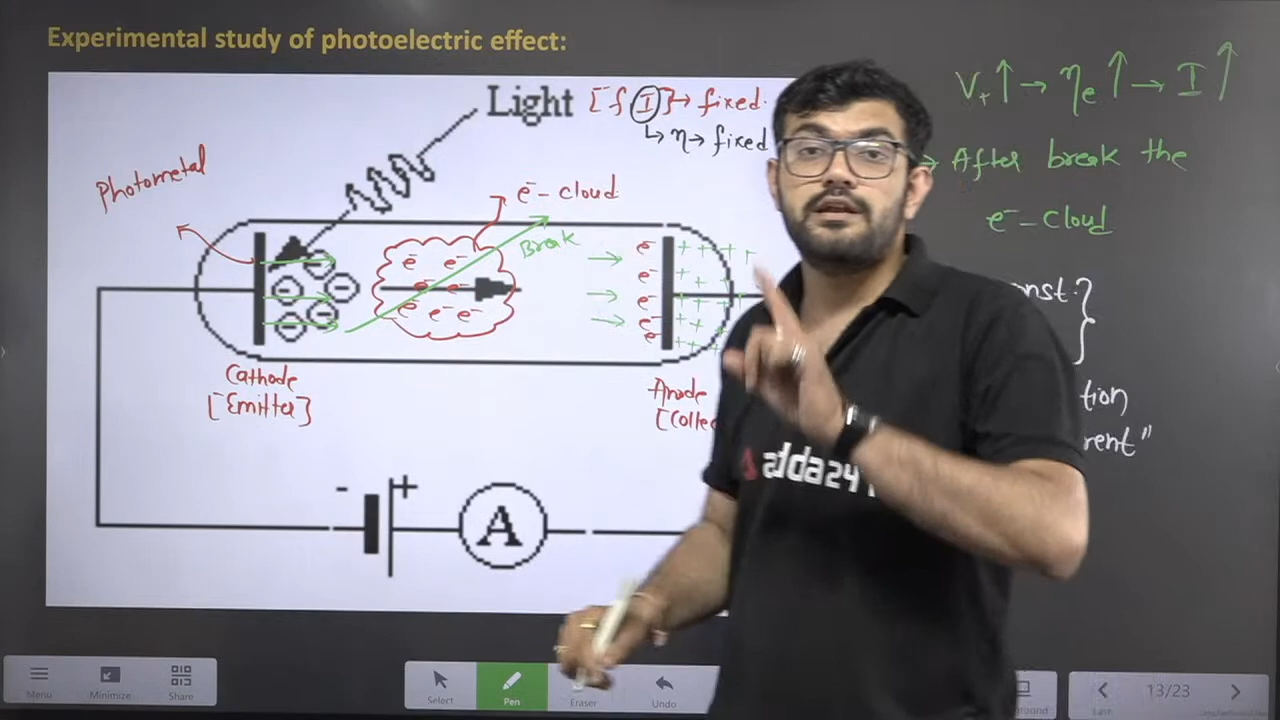 Experimental study of photoelectric effect:
Light [f I] → fixed.
↳ η → fixed
Photometal
e⁻ - cloud
Break
e⁻ e⁻
e⁻ e⁻
e⁻ e⁻ e⁻
e⁻
e⁻
e⁻
e⁻
Cathode
[Emitter]
Anode
- +
A
V₊↑ → ηe↑ → I↑
→ After break the
e⁻ - cloud
adda24
Menu
Minimize
Share
Select
Pen
Eraser
Undo
13/23